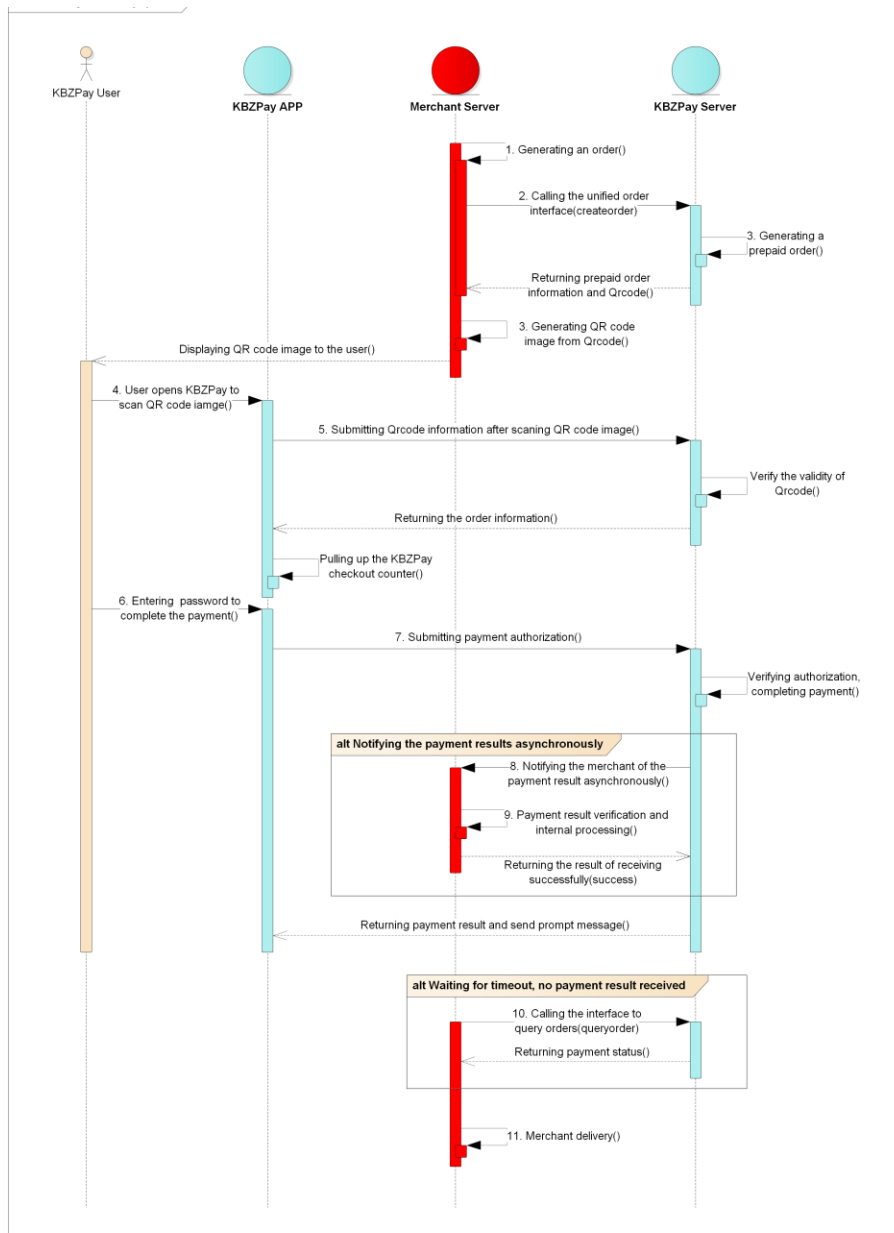 KBZPay User
KBZPay APP
Merchant Server
KBZPay Server
1. Generating an order()
2. Calling the unified order
interface(createorder)
3. Generating a
prepaid order()
Returning prepaid order
information and Qrcode()
3. Generating QR code
image from Qrcode()
Displaying QR code image to the user()
4. User opens KBZPay to
scan QR code iamge()
5. Submitting Qrcode information after scaning QR code image()
Verify the validity of
Qrcode()
Returning the order information()
Pulling up the KBZPay
checkout counter()
6. Entering password to
complete the payment()
7. Submitting payment authorization()
Verifying authorization,
completing payment()
alt Notifying the payment results asynchronously
8. Notifying the merchant of the
payment result asynchronously()
9. Payment result verification and
internal processing()
Returning the result of receiving
successfully(success)
Returning payment result and send prompt message()
alt Waiting for timeout, no payment result received
10. Calling the interface to
query orders(queryorder)
Returning payment status()
11. Merchant delivery()